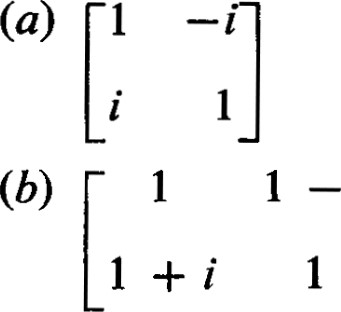 (a) [1 -i
i 1]
(b) [1 1 -
1 + i 1